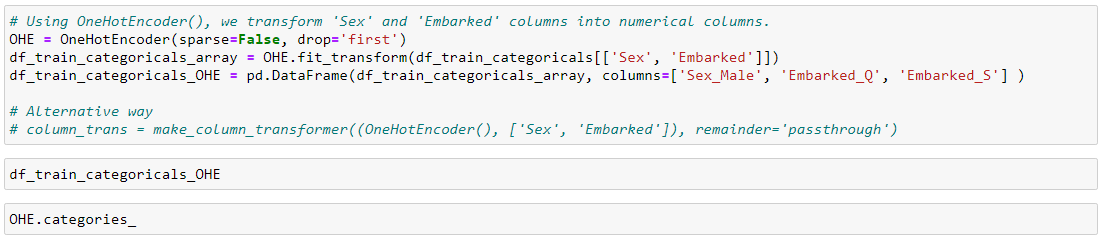 # Using OneHotEncoder(), we transform 'Sex' and 'Embarked' columns into numerical columns.
OHE = OneHotEncoder(sparse=False, drop='first')
df_train_categoricals_array = OHE.fit_transform(df_train_categoricals[['Sex', 'Embarked']])
df_train_categoricals_OHE = pd.DataFrame(df_train_categoricals_array, columns=['Sex_Male', 'Embarked_Q', 'Embarked_S'] )
# Alternative way
# column_trans = make_column_transformer((OneHotEncoder(), ['Sex', 'Embarked']), remainder='passthrough')
df_train_categoricals_OHE
OHE.categories_